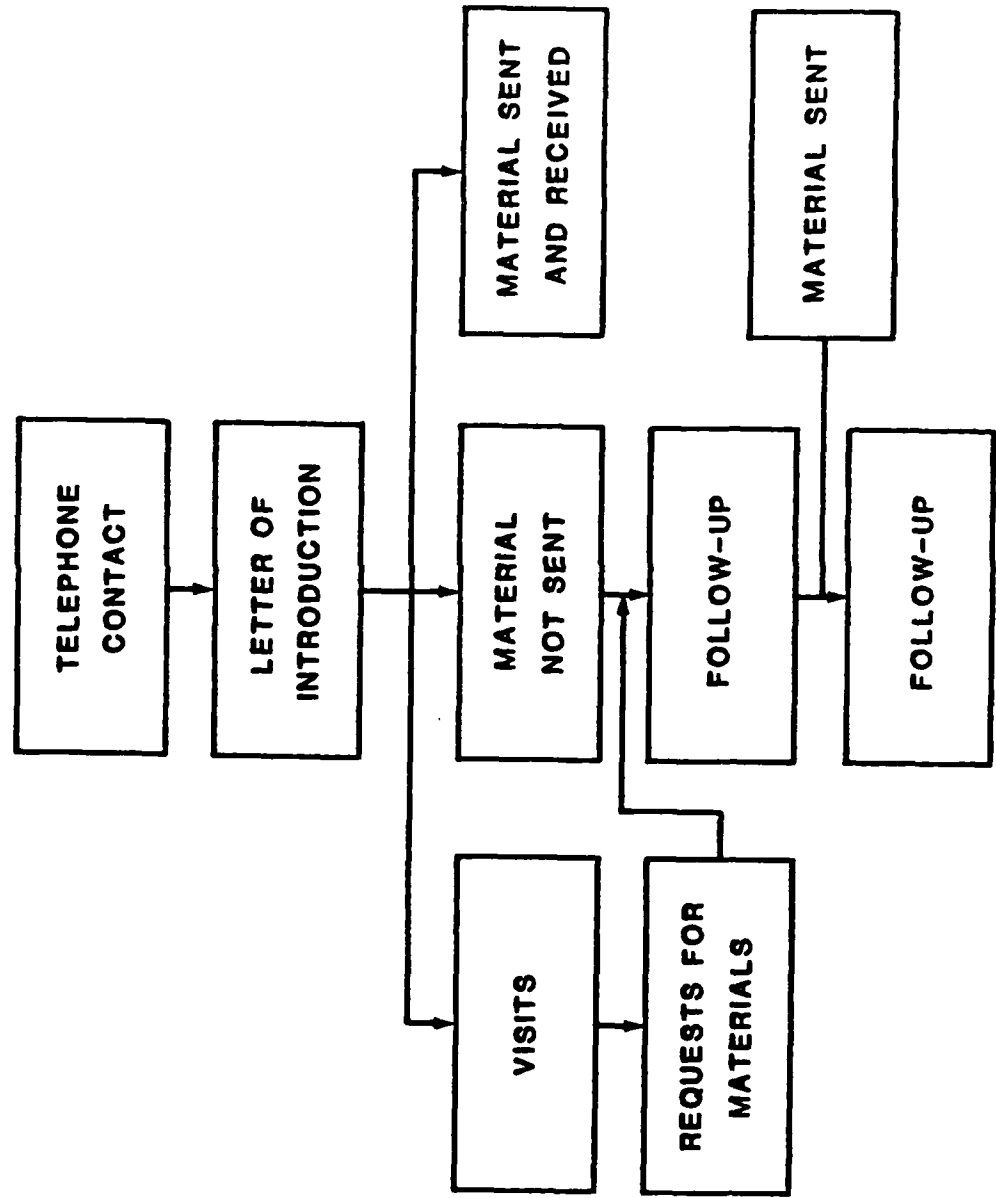 TELEPHONE
CONTACT
LETTER OF
INTRODUCTION
VISITS
MATERIAL
NOT SENT
MATERIAL SENT
AND RECEIVED
REQUESTS FOR
MATERIALS
FOLLOW-UP
MATERIAL SENT
FOLLOW-UP